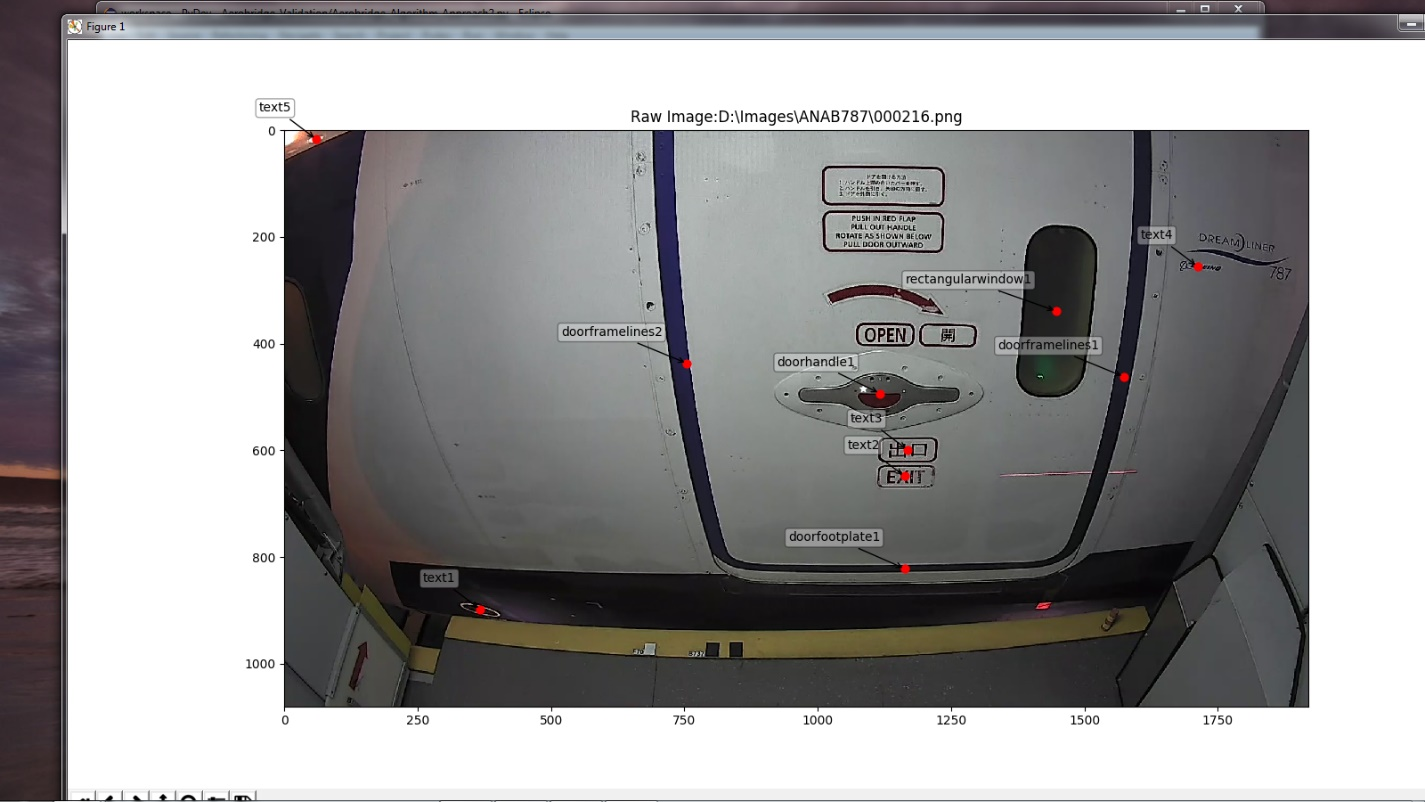 Figure 1
Raw Image:D:\Images\ANAB787\000216.png
text5
PUSH IN RED FLAP
PULL OUT HANDLE
ROTATE AS SHOWN BELOW
PULL DOOR OUTWARD
text4
DREAMLINER
787
BOEING
rectangularwindow1
doorframelines2
OPEN
開
doorframelines1
doorhandle1
text3
出口
text2
EXIT
doorfootplate1
text1
B737
0
200
400
600
800
1000
0
250
500
750
1000
1250
1500
1750